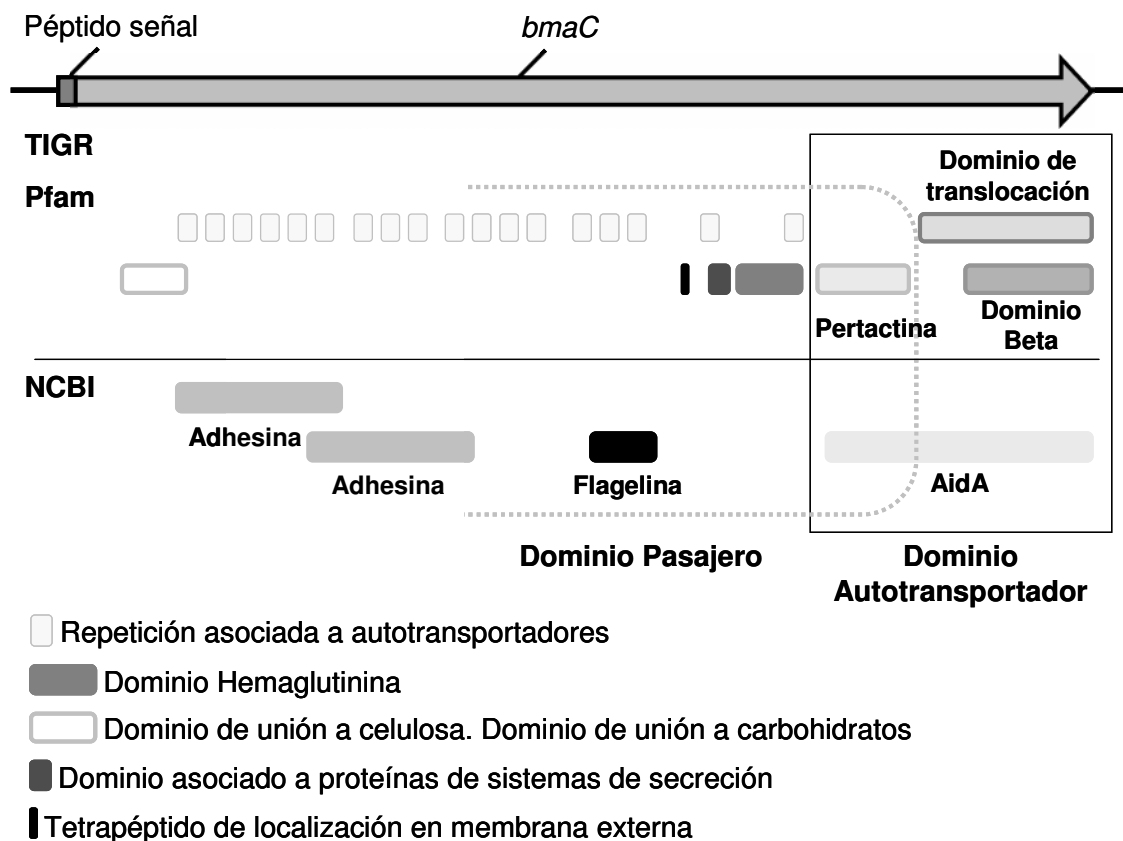 Péptido señal
bmaC
TIGR
Dominio de
translocación
Pfam
Pertactina
Dominio
Beta
NCBI
Adhesina
Adhesina
Flagelina
AidA
Dominio Pasajero
Dominio
Autotransportador
Repetición asociada a autotransportadores
Dominio Hemaglutinina
Dominio de unión a celulosa. Dominio de unión a carbohidratos
Dominio asociado a proteínas de sistemas de secreción
Tetrapéptido de localización en membrana externa